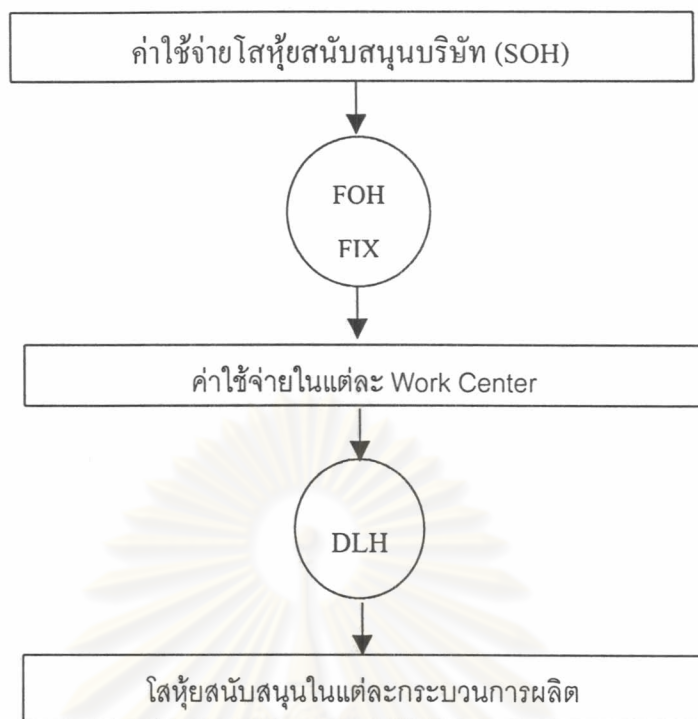 ค่าใช้จ่ายโสหุ้ยสนับสนุนบริษัท (SOH)
FOH
FIX
ค่าใช้จ่ายในแต่ละ Work Center
DLH
โสหุ้ยสนับสนุนในแต่ละกระบวนการผลิต